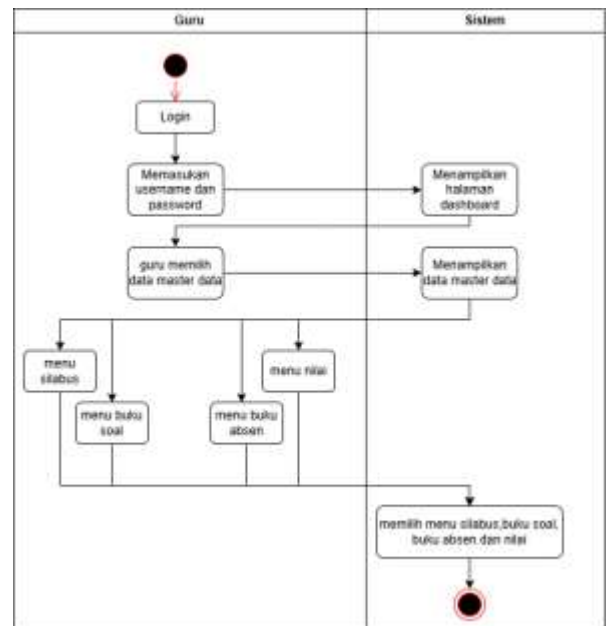 Guru
Sistem
Login
Memasukan
username dan
password
Menampilkan
halaman
dashboard
guru memilih
data master data
Menampilkan
data master data
menu
silabus
menu nilai
menu buku
soal
menu buku
absen
memilih menu silabus,buku soal,
buku absen dan nilai